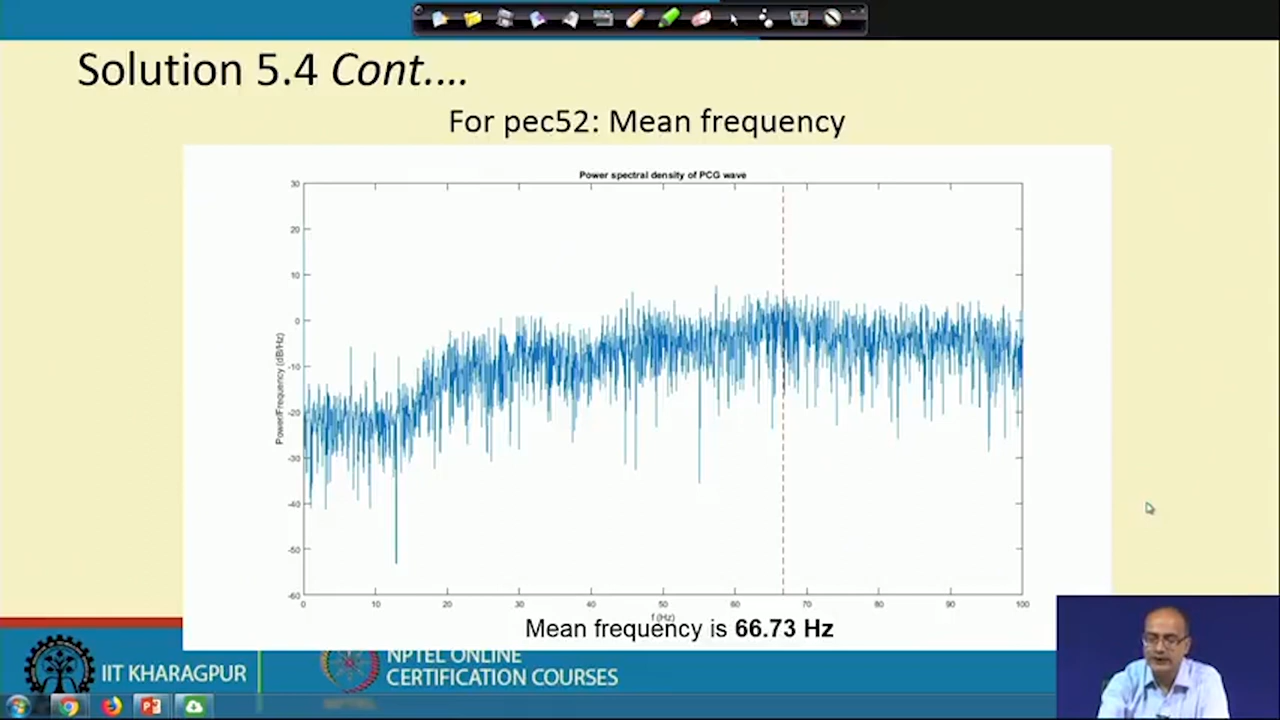 Solution 5.4 Cont....
For pec52: Mean frequency
Power spectral density of PCG wave
Power/Frequency (dB/Hz)
30
20
10
0
-10
-20
-30
-40
-50
-60
0 10 20 30 40 50 60 70 80 90 100
f (Hz)
Mean frequency is 66.73 Hz
IIT KHARAGPUR
NPTEL ONLINE
CERTIFICATION COURSES